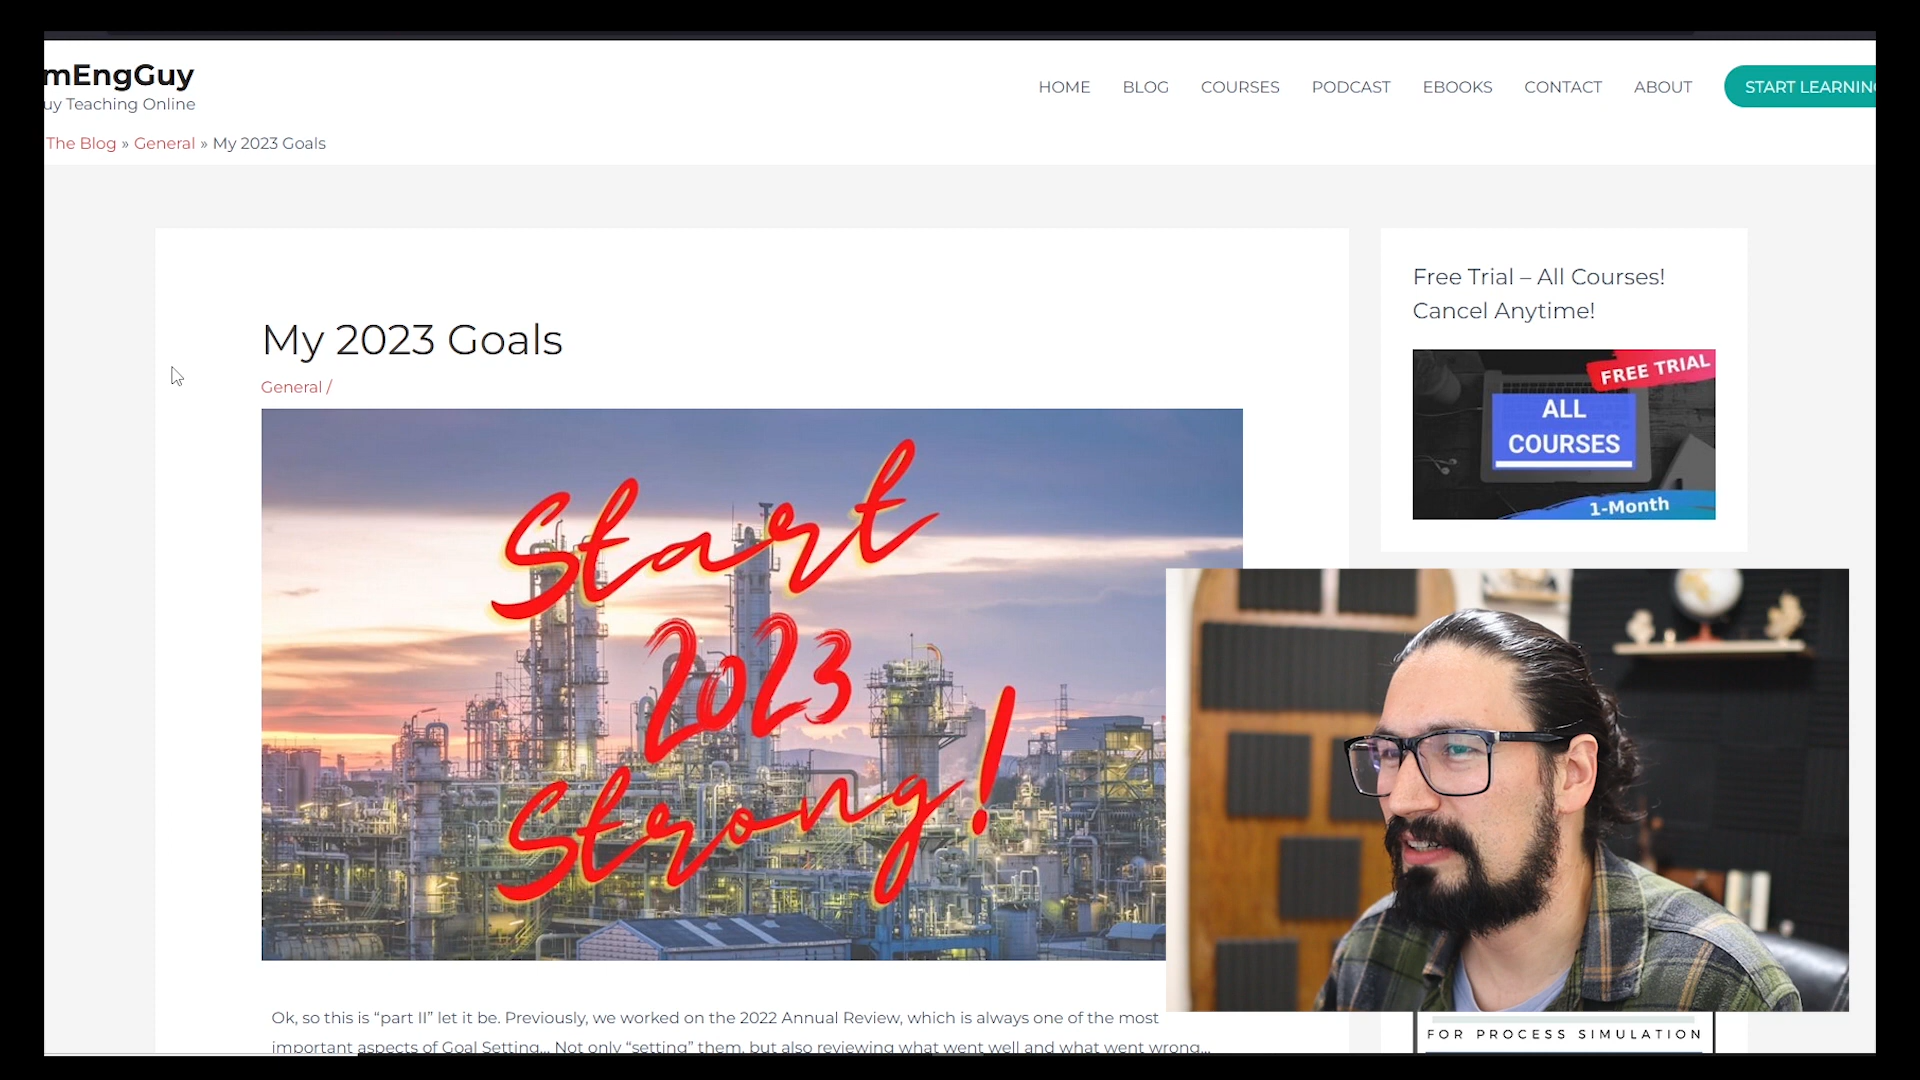 mEngGuy
uy Teaching Online
HOME BLOG COURSES PODCAST EBOOKS CONTACT ABOUT START LEARNING
The Blog » General » My 2023 Goals
My 2023 Goals
General /
Start
2023
Strong!
Ok, so this is “part II” let it be. Previously, we worked on the 2022 Annual Review, which is always one of the most
important aspects of Goal Setting... Not only “setting” them, but also reviewing what went well and what went wrong...
Free Trial – All Courses!
Cancel Anytime!
FREE TRIAL
ALL
COURSES
1-Month
FOR PROCESS SIMULATION